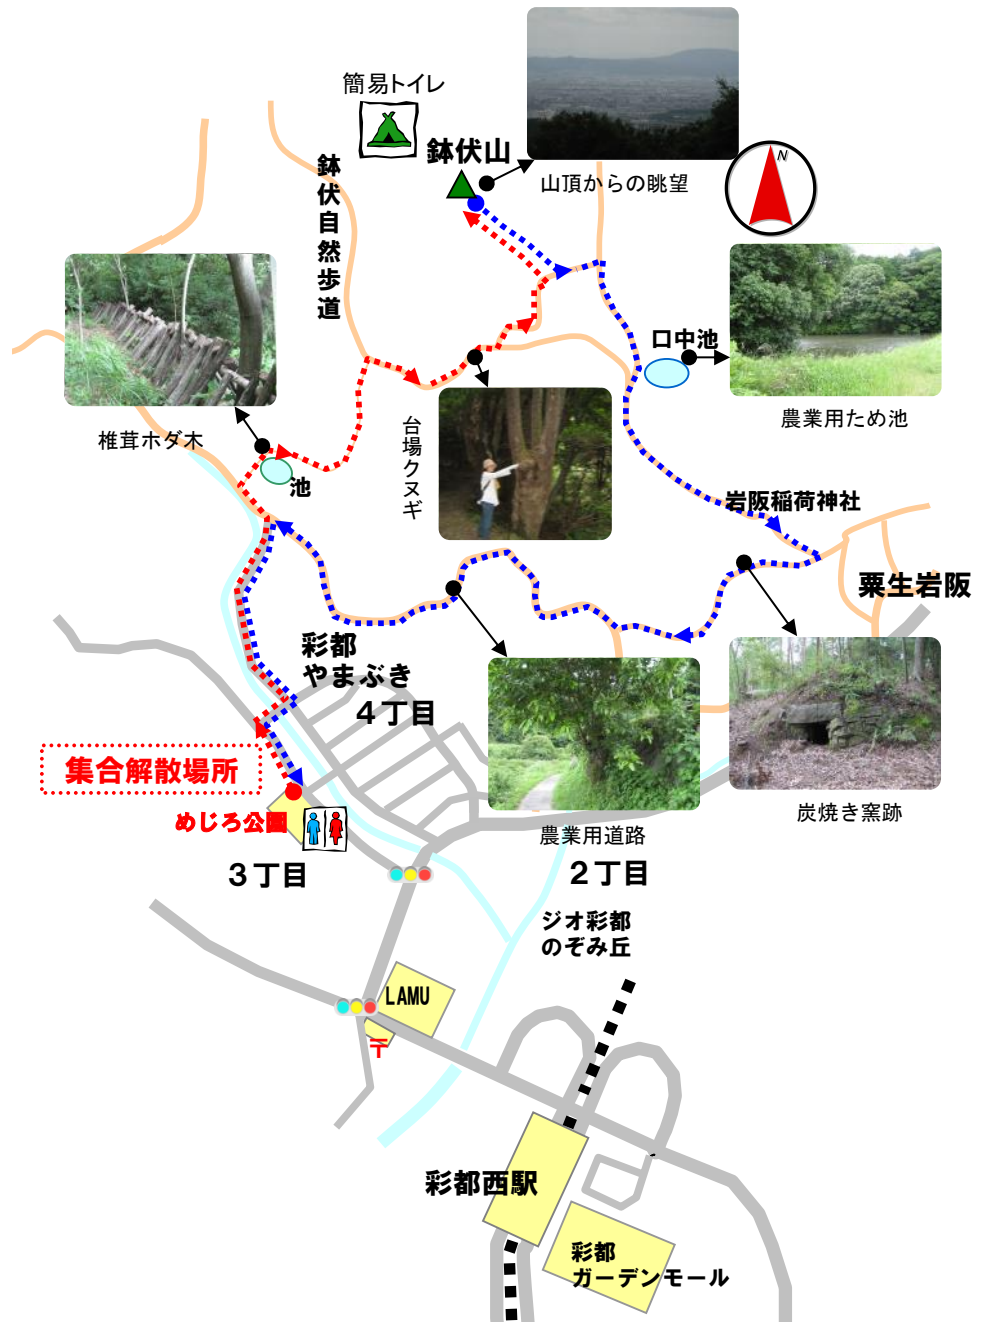 簡易トイレ
鉢伏山
山頂からの眺望
N
鉢伏自然歩道
口中池
農業用ため池
椎茸ホダ木
台場クヌギ
池
岩阪稲荷神社
粟生岩阪
彩都
やまぶき
4丁目
集合解散場所
めじろ公園
炭焼き窯跡
農業用道路
3丁目
2丁目
ジオ彩都
のぞみ丘
LAMU
〒
彩都西駅
彩都
ガーデンモール